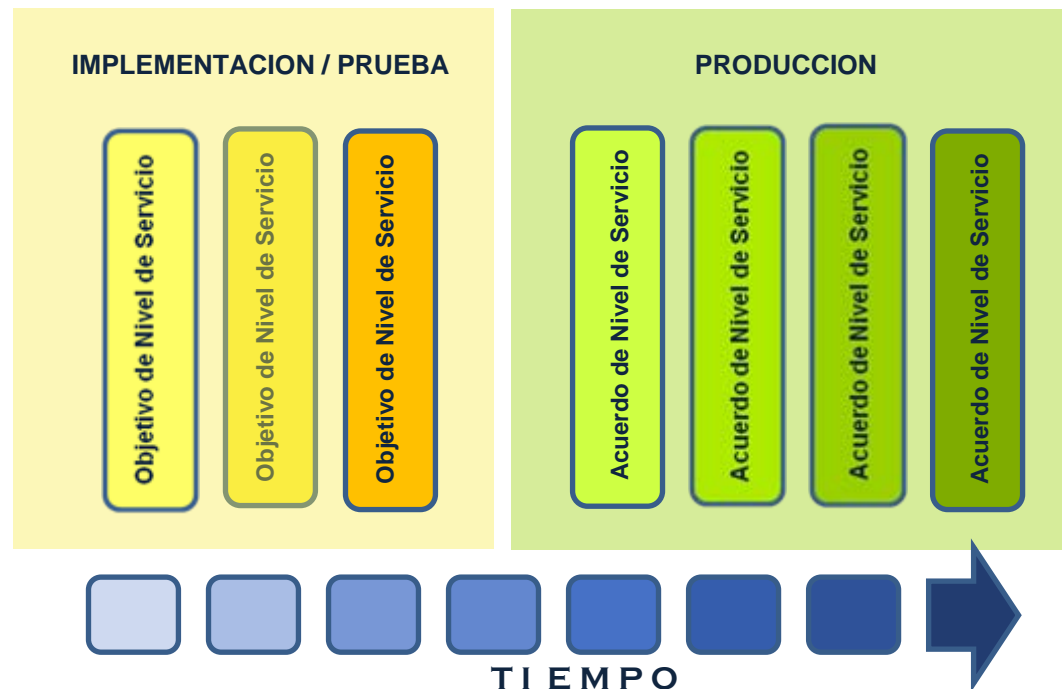 IMPLEMENTACION / PRUEBA
Objetivo de Nivel de Servicio
Objetivo de Nivel de Servicio
Objetivo de Nivel de Servicio
PRODUCCION
Acuerdo de Nivel de Servicio
Acuerdo de Nivel de Servicio
Acuerdo de Nivel de Servicio
Acuerdo de Nivel de Servicio
TIEMPO